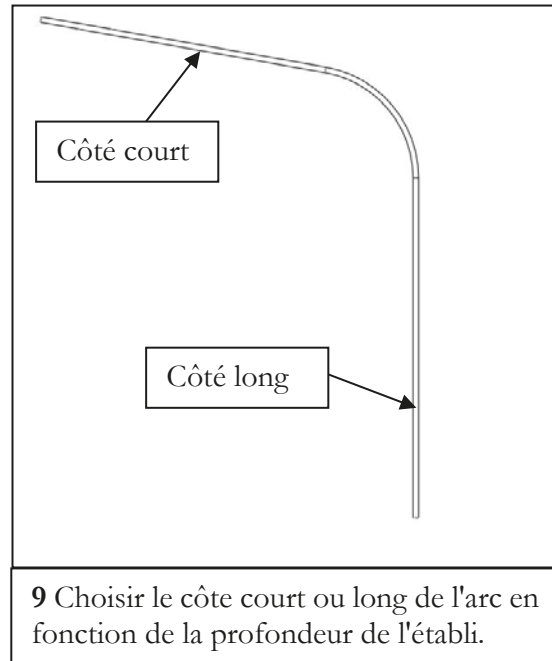 Côté court
Côté long
9 Choisir le côte court ou long de l'arc en
fonction de la profondeur de l'établi.